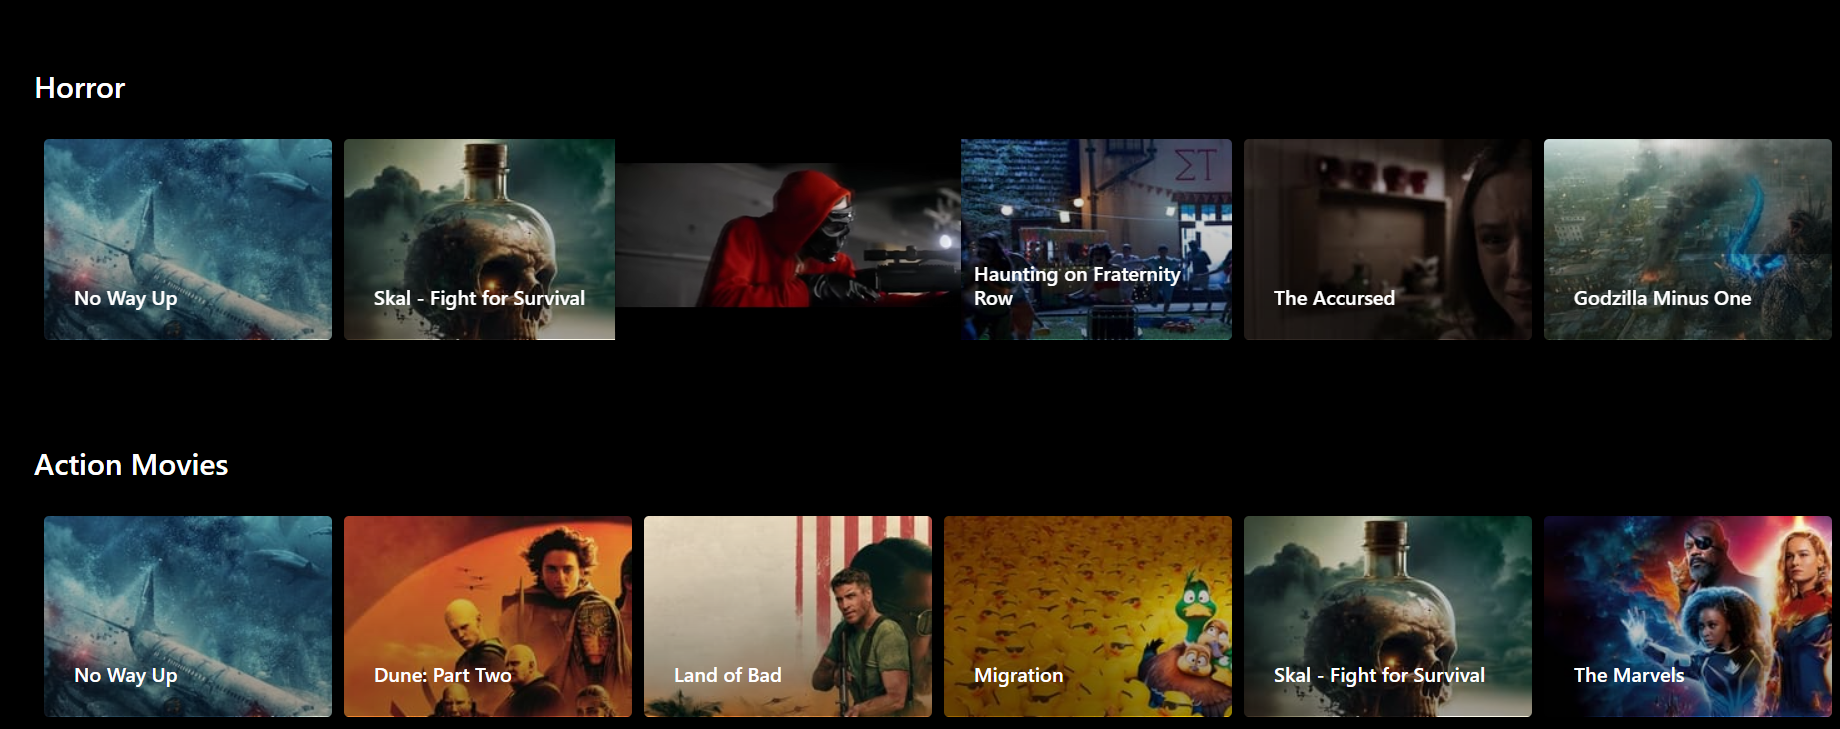 Horror
ΣΤ
No Way Up
Skal - Fight for Survival
Haunting on Fraternity
Row
The Accursed
Godzilla Minus One
Action Movies
No Way Up
Dune: Part Two
Land of Bad
Migration
Skal - Fight for Survival
The Marvels